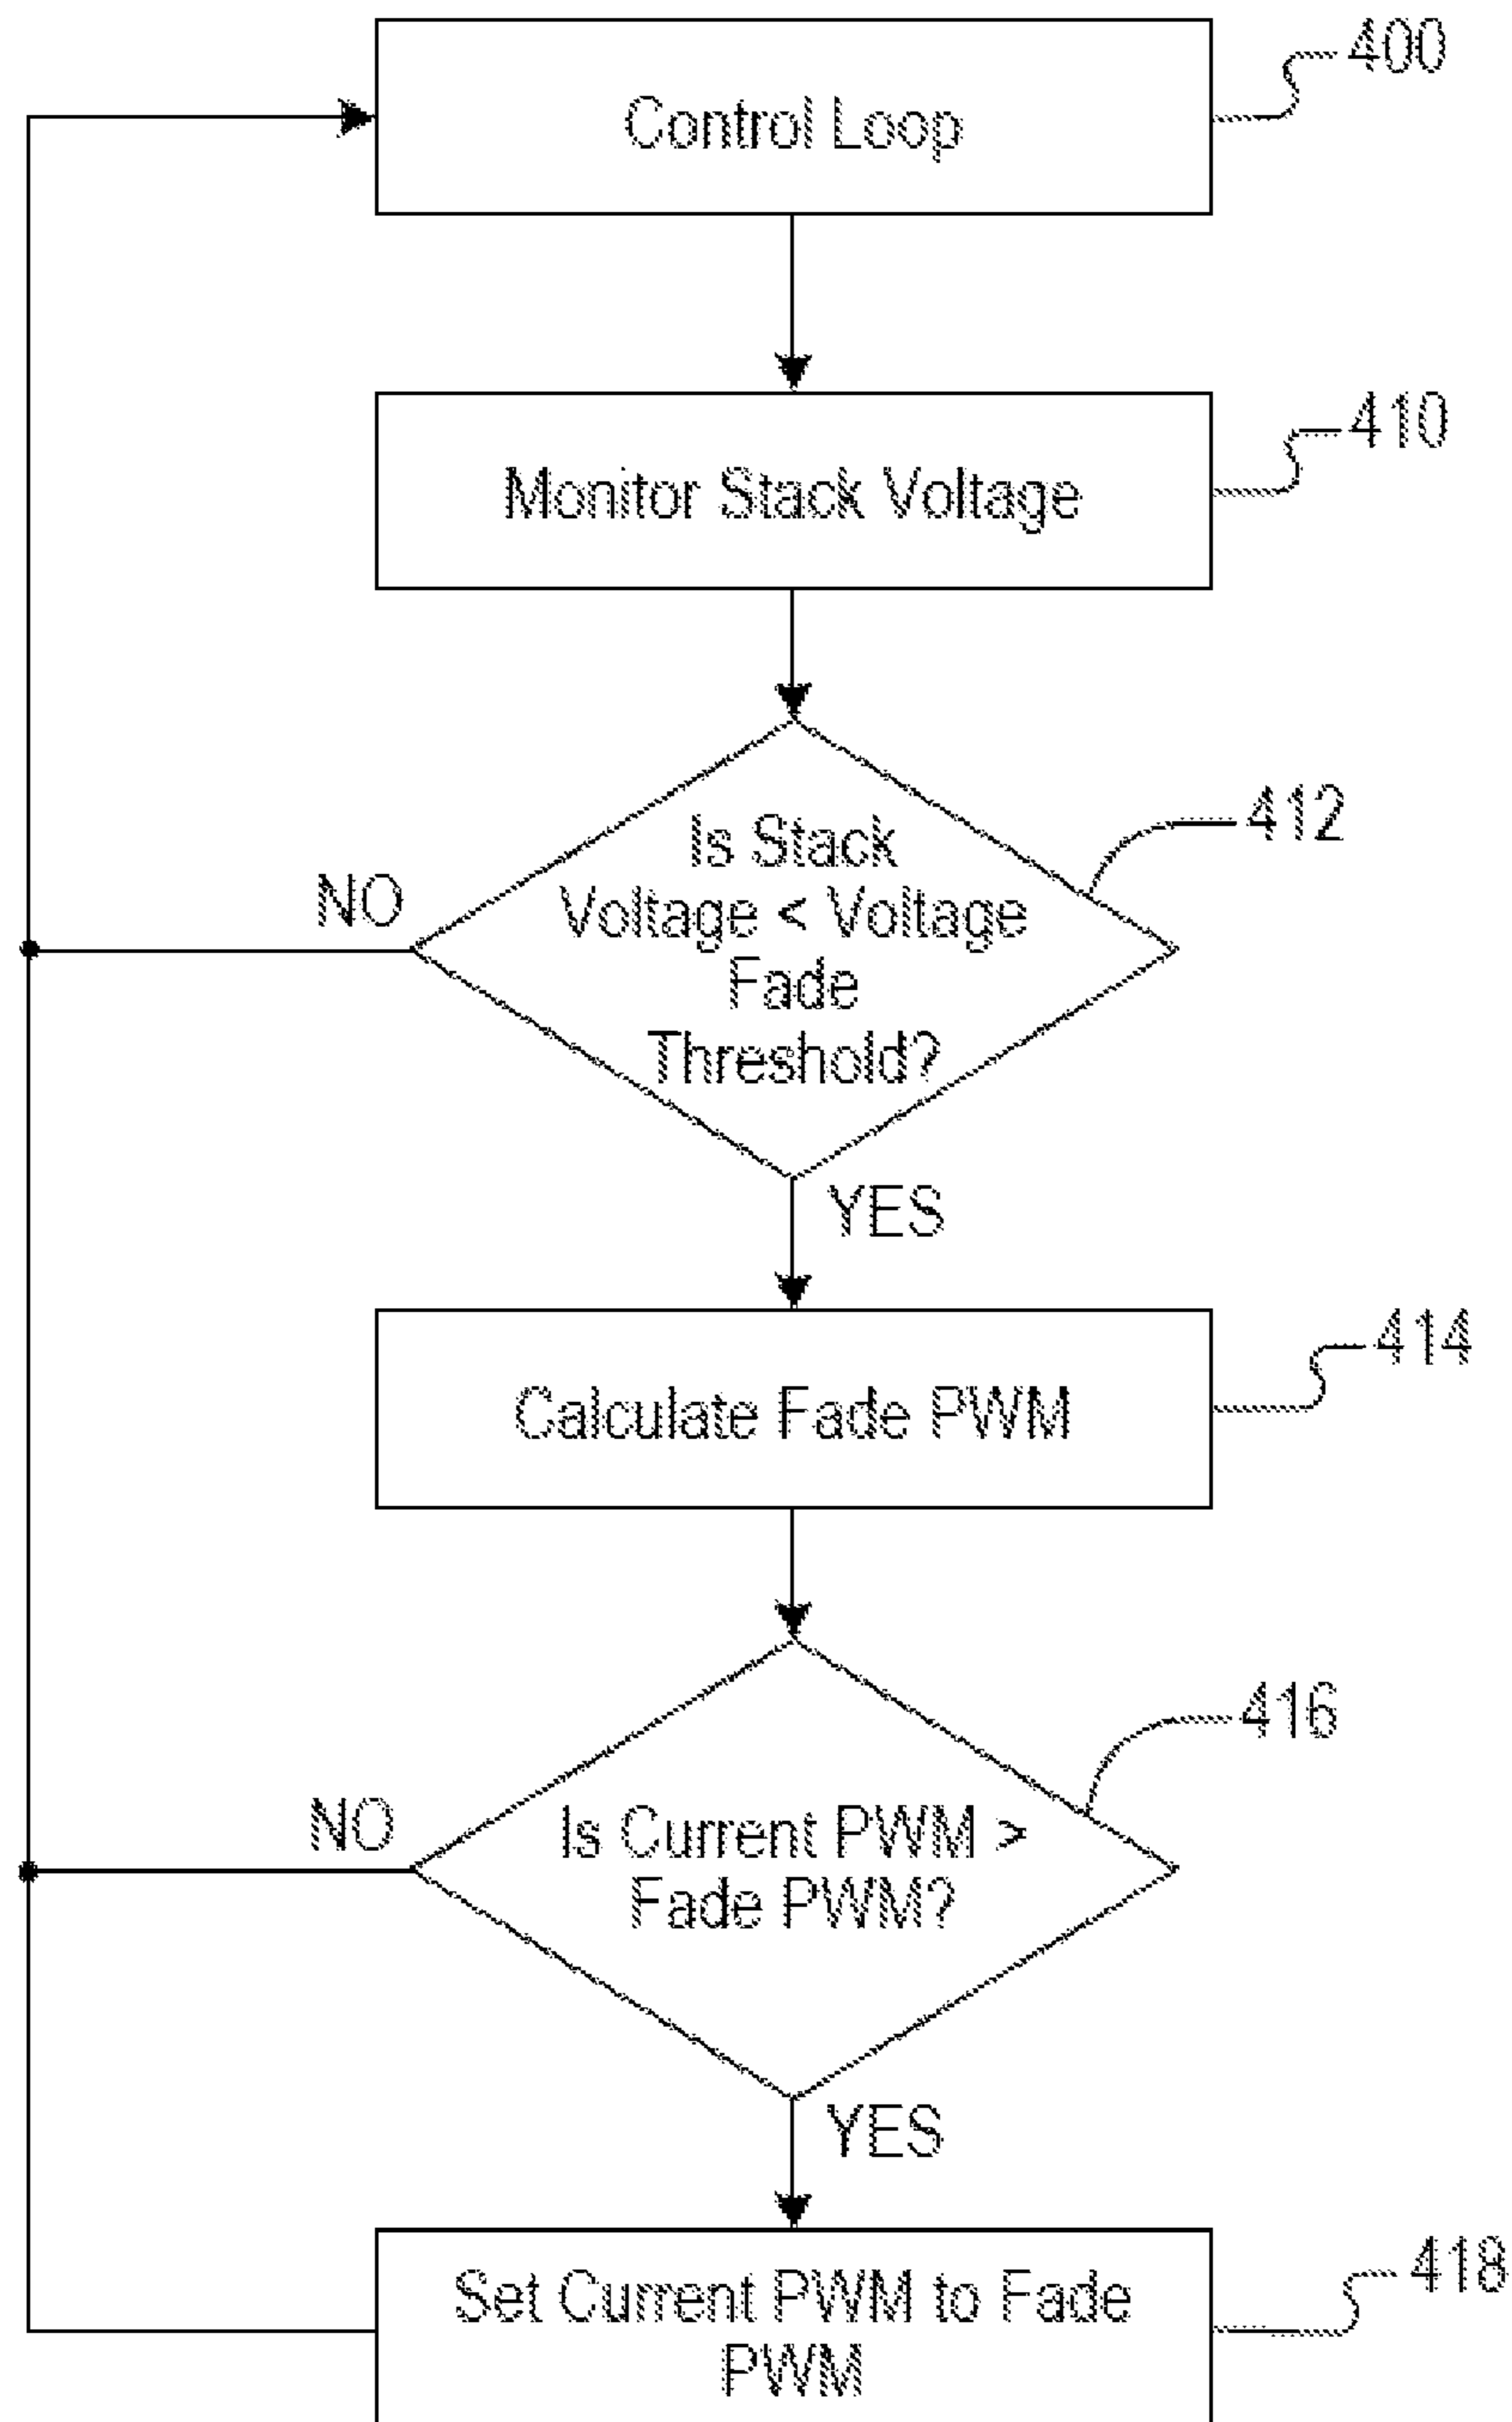 Control Loop
400
Monitor Stack Voltage
410
Is Stack
Voltage < Voltage
Fade
Threshold?
412
NO
YES
Calculate Fade PWM
414
Is Current PWM >
Fade PWM?
416
NO
YES
Set Current PWM to Fade
PWM
418